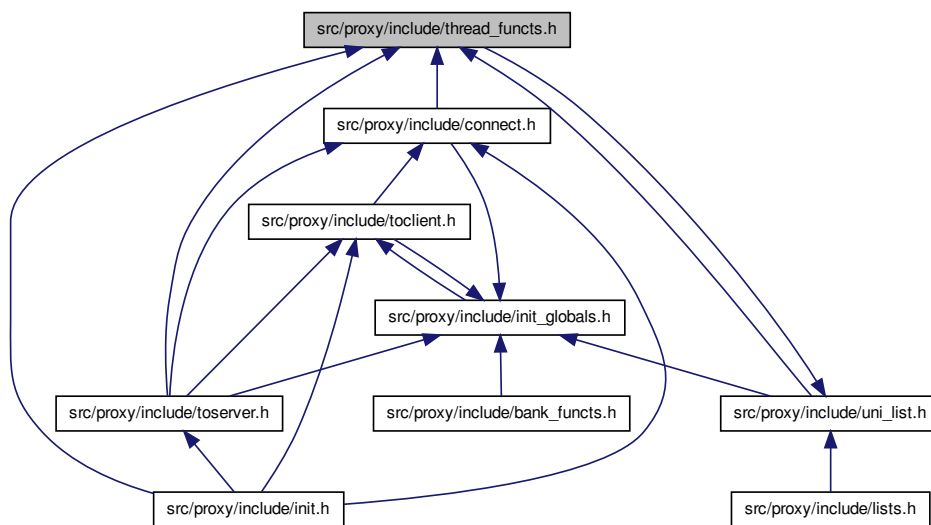 src/proxy/include/thread_functs.h
src/proxy/include/connect.h
src/proxy/include/toclient.h
src/proxy/include/init_globals.h
src/proxy/include/toserver.h
src/proxy/include/bank_functs.h
src/proxy/include/uni_list.h
src/proxy/include/init.h
src/proxy/include/lists.h